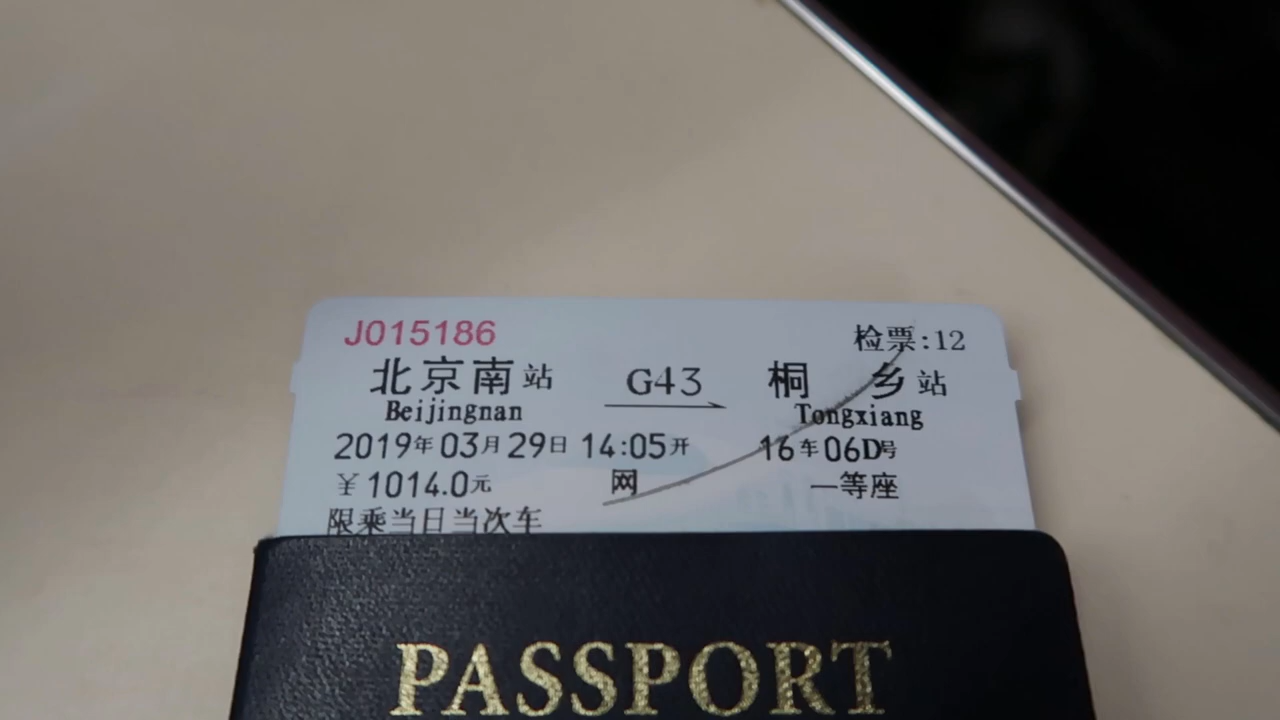 J015186 检票:12
北京南站 G43 桐乡站
Beijingnan Tongxiang
2019年03月29日 14:05开 16车06D号
￥1014.0元 网 一等座
限乘当日当次车
PASSPORT